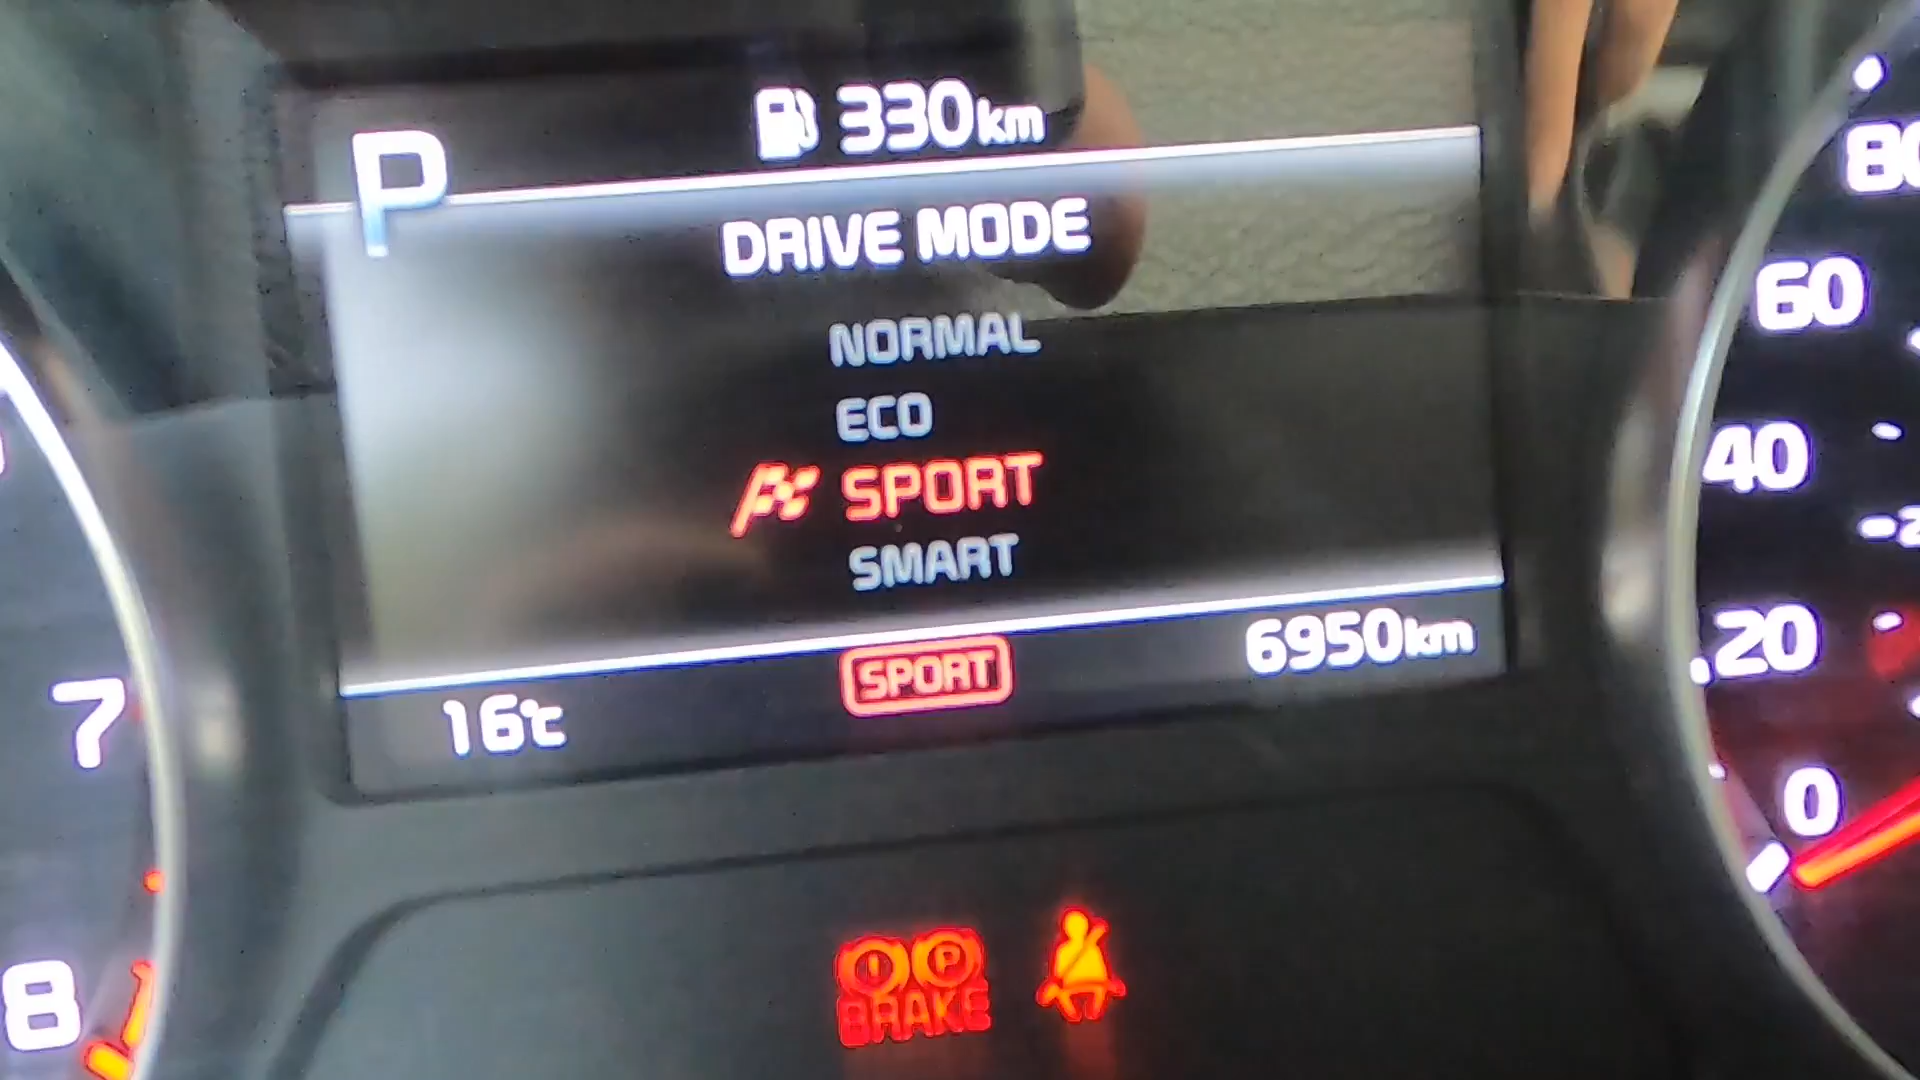 330km
P
DRIVE MODE
NORMAL
ECO
SPORT
SMART
16℃
SPORT
6950km
7
8
80
60
40
20
0
P
BRAKE